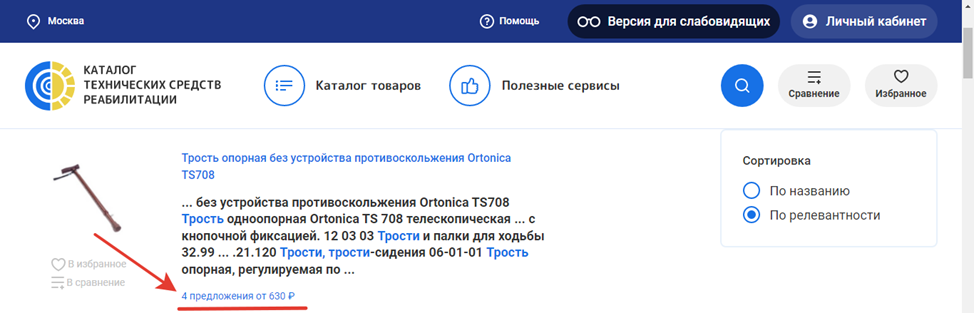 Москва
Помощь
Версия для слабовидящих
Личный кабинет
КАТАЛОГ
ТЕХНИЧЕСКИХ СРЕДСТВ
РЕАБИЛИТАЦИИ
Каталог товаров
Полезные сервисы
Сравнение
Избранное
Трость опорная без устройства противоскольжения Ortonica
TS708
... без устройства противоскольжения Ortonica TS708
Трость одноопорная Ortonica TS 708 телескопическая ... с
кнопочной фиксацией. 12 03 03 Трости и палки для ходьбы
32.99 ... .21.120 Трости, трости-сидения 06-01-01 Трость
опорная, регулируемая по ...
В избранное
В сравнение
4 предложения от 630 ₽
Сортировка
По названию
По релевантности